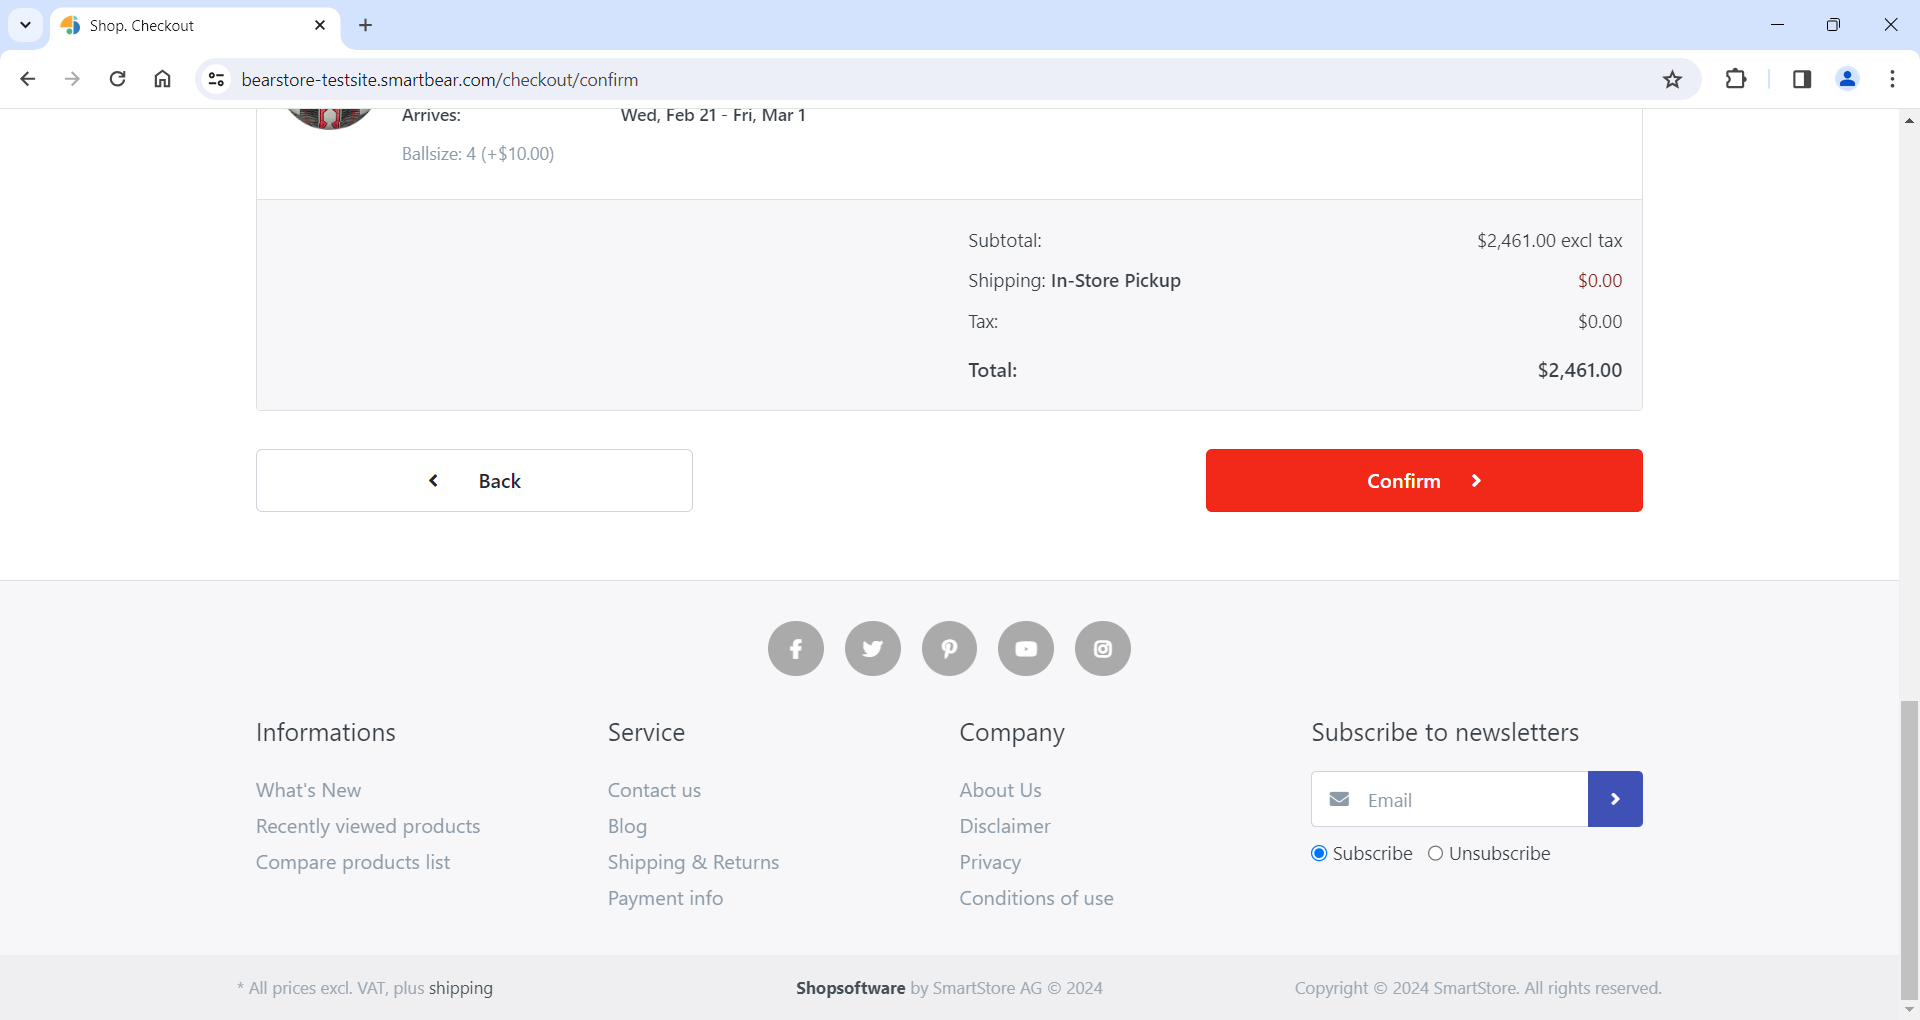 Shop. Checkout
bearstore-testsite.smartbear.com/checkout/confirm
Arrives: Wed, Feb 21 - Fri, Mar 1
Ballsize: 4 (+$10.00)
Subtotal: $2,461.00 excl tax
Shipping: In-Store Pickup $0.00
Tax: $0.00
Total: $2,461.00
Back
Confirm
Informations
What's New
Recently viewed products
Compare products list
Service
Contact us
Blog
Shipping & Returns
Payment info
Company
About Us
Disclaimer
Privacy
Conditions of use
Subscribe to newsletters
Email
Subscribe Unsubscribe
* All prices excl. VAT, plus shipping
Shopsoftware by SmartStore AG © 2024
Copyright © 2024 SmartStore. All rights reserved.